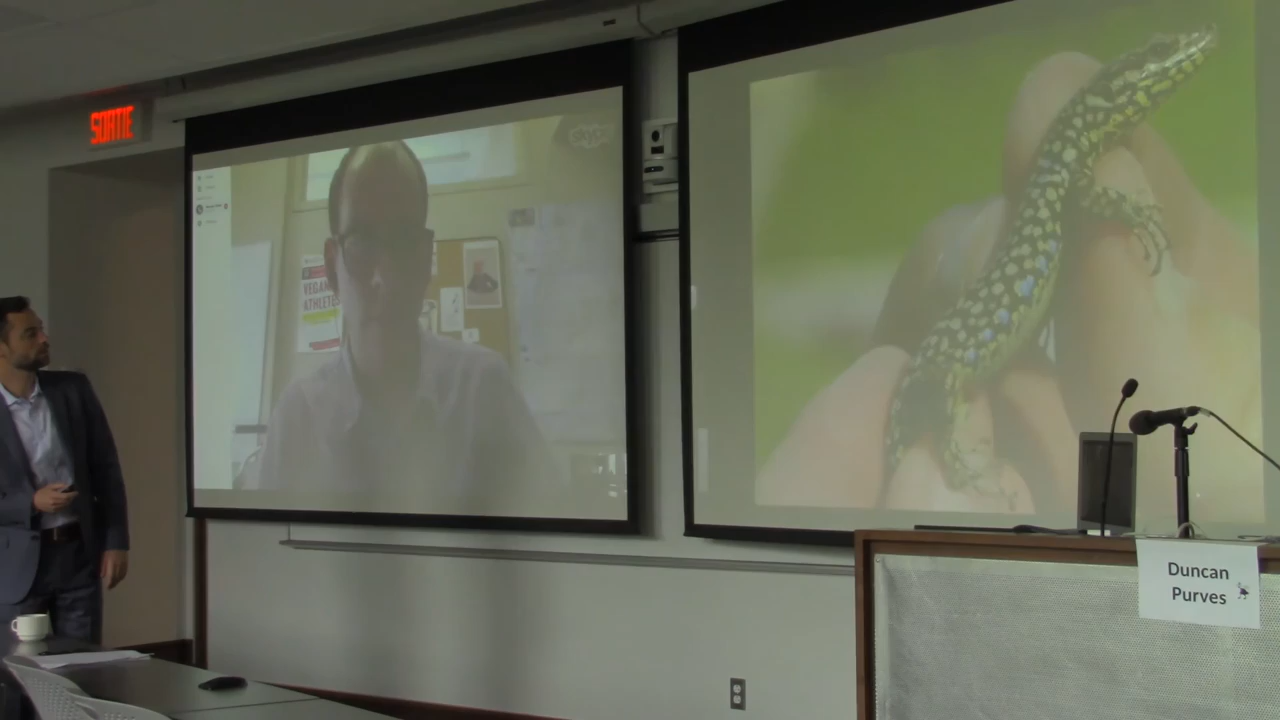 SORTIE
skype
VEGAN
ATHLETES
Duncan
Purves